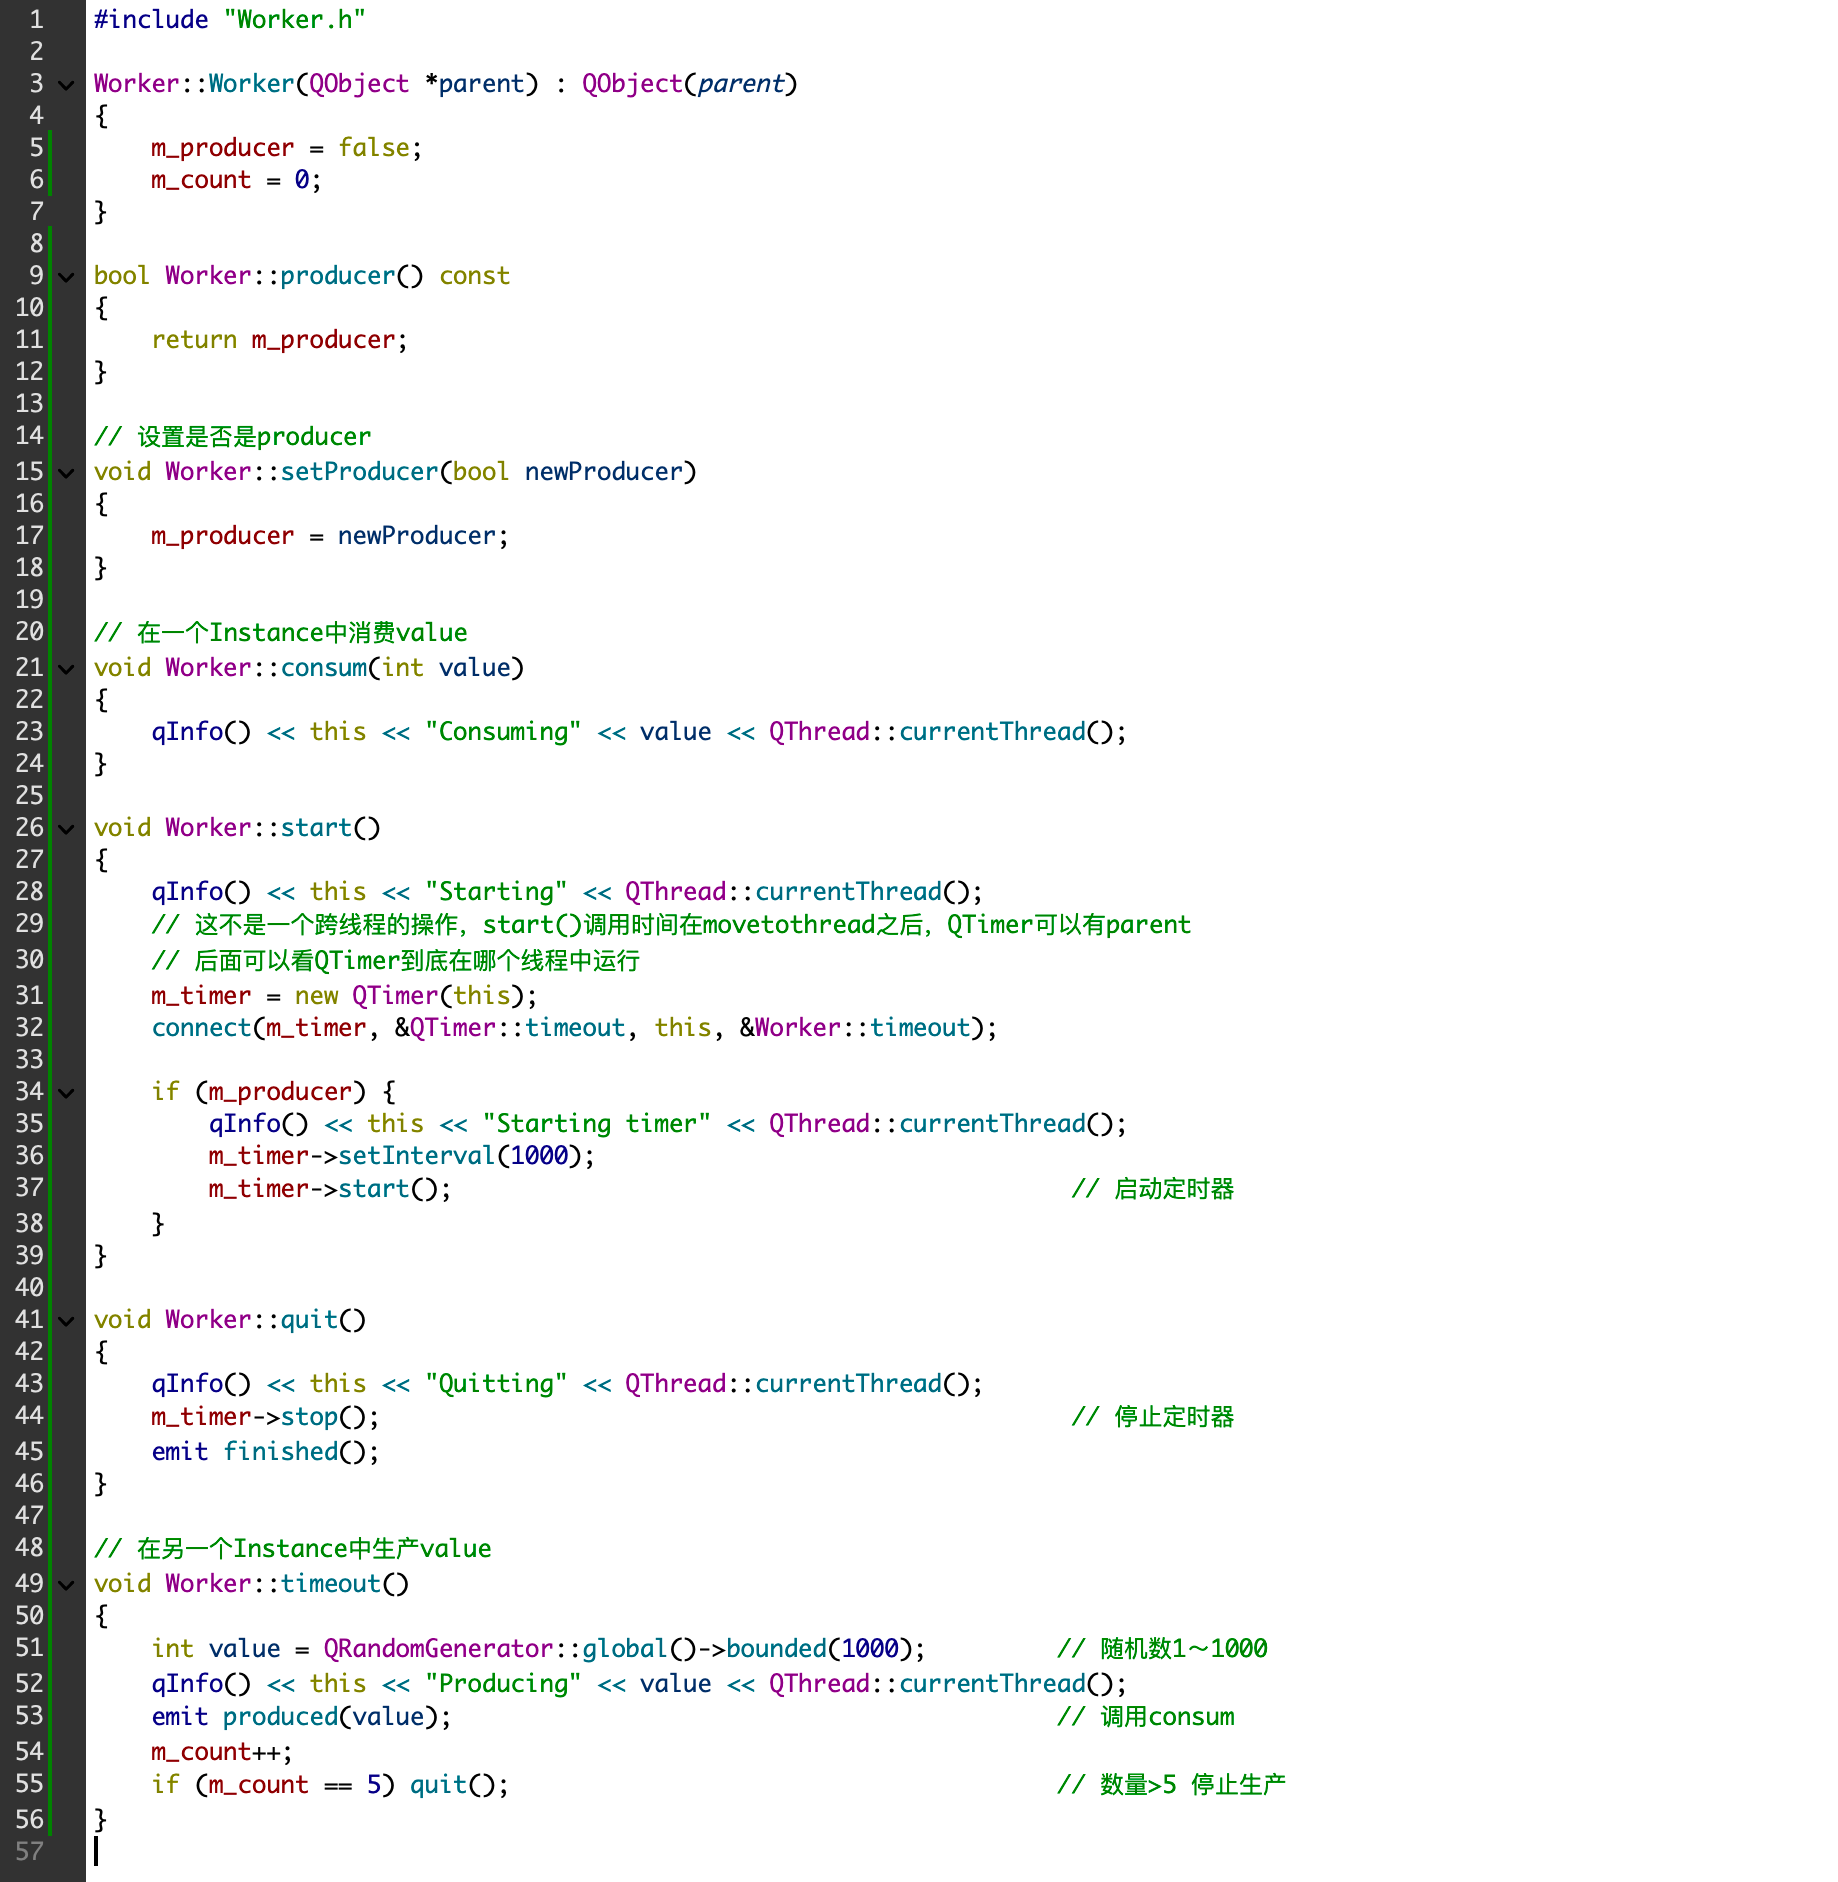 1 #include "Worker.h"
2
3 Worker::Worker(QObject *parent) : QObject(parent)
4 {
5     m_producer = false;
6     m_count = 0;
7 }
8
9 bool Worker::producer() const
10 {
11     return m_producer;
12 }
13
14 // 设置是否是producer
15 void Worker::setProducer(bool newProducer)
16 {
17     m_producer = newProducer;
18 }
19
20 // 在一个Instance中消费value
21 void Worker::consum(int value)
22 {
23     qInfo() << this << "Consuming" << value << QThread::currentThread();
24 }
25
26 void Worker::start()
27 {
28     qInfo() << this << "Starting" << QThread::currentThread();
29     // 这不是一个跨线程的操作，start()调用时间在movetothread之后，QTimer可以有parent
30     // 后面可以看QTimer到底在哪个线程中运行
31     m_timer = new QTimer(this);
32     connect(m_timer, &QTimer::timeout, this, &Worker::timeout);
33
34     if (m_producer) {
35         qInfo() << this << "Starting timer" << QThread::currentThread();
36         m_timer->setInterval(1000);
37         m_timer->start();                                           // 启动定时器
38     }
39 }
40
41 void Worker::quit()
42 {
43     qInfo() << this << "Quitting" << QThread::currentThread();
44     m_timer->stop();                                                // 停止定时器
45     emit finished();
46 }
47
48 // 在另一个Instance中生产value
49 void Worker::timeout()
50 {
51     int value = QRandomGenerator::global()->bounded(1000);         // 随机数1～1000
52     qInfo() << this << "Producing" << value << QThread::currentThread();
53     emit produced(value);                                          // 调用consum
54     m_count++;
55     if (m_count == 5) quit();                                      // 数量>5 停止生产
56 }
57